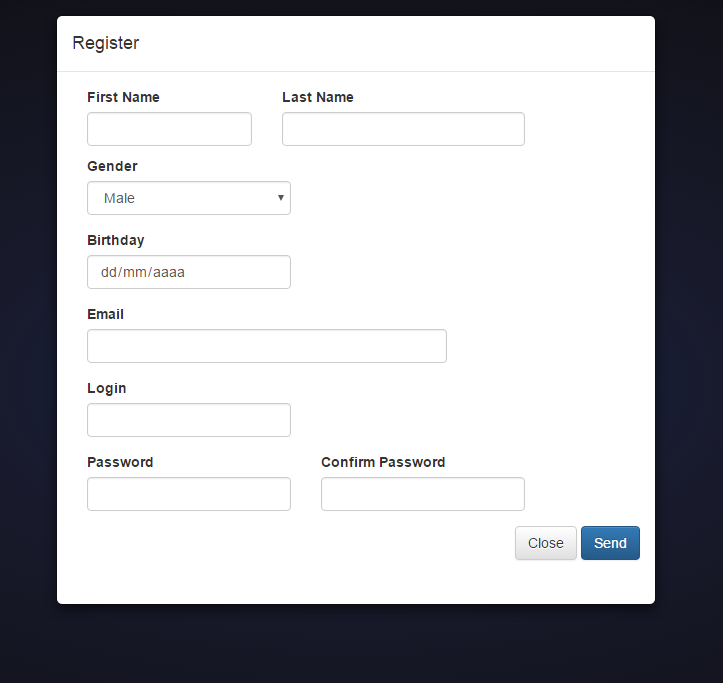 Register
First Name Last Name
Gender
Male
Birthday
dd/mm/aaaa
Email
Login
Password Confirm Password
Close Send